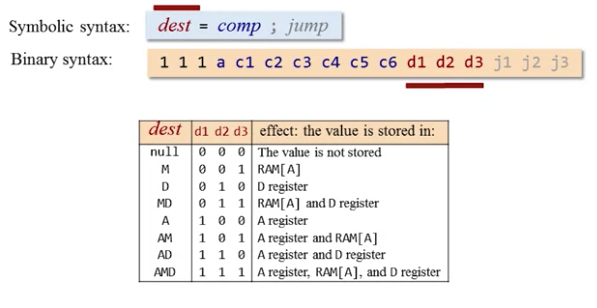 Symbolic syntax: dest = comp ; jump
Binary syntax: 1 1 1 a c1 c2 c3 c4 c5 c6 d1 d2 d3 j1 j2 j3
dest d1 d2 d3 effect: the value is stored in:
null 0 0 0 The value is not stored
M 0 0 1 RAM[A]
D 0 1 0 D register
MD 0 1 1 RAM[A] and D register
A 1 0 0 A register
AM 1 0 1 A register and RAM[A]
AD 1 1 0 A register and D register
AMD 1 1 1 A register, RAM[A], and D register